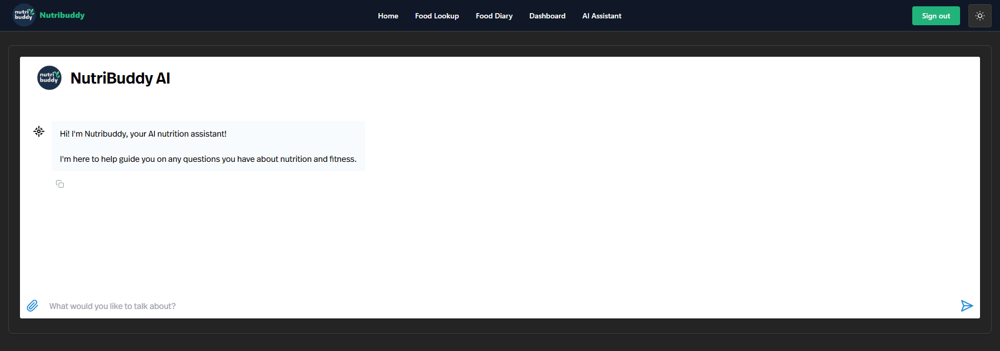 nutri
buddy
Nutribuddy
Home
Food Lookup
Food Diary
Dashboard
AI Assistant
Sign out
nutri
buddy
NutriBuddy AI
Hi! I'm Nutribuddy, your AI nutrition assistant!
I'm here to help guide you on any questions you have about nutrition and fitness.
What would you like to talk about?